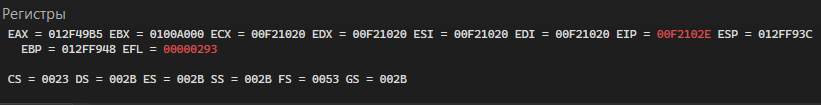 Регистры
EAX = 012F49B5 EBX = 0100A000 ECX = 00F21020 EDX = 00F21020 ESI = 00F21020 EDI = 00F21020 EIP = 00F2102E ESP = 012FF93C
EBP = 012FF948 EFL = 00000293
CS = 0023 DS = 002B ES = 002B SS = 002B FS = 0053 GS = 002B